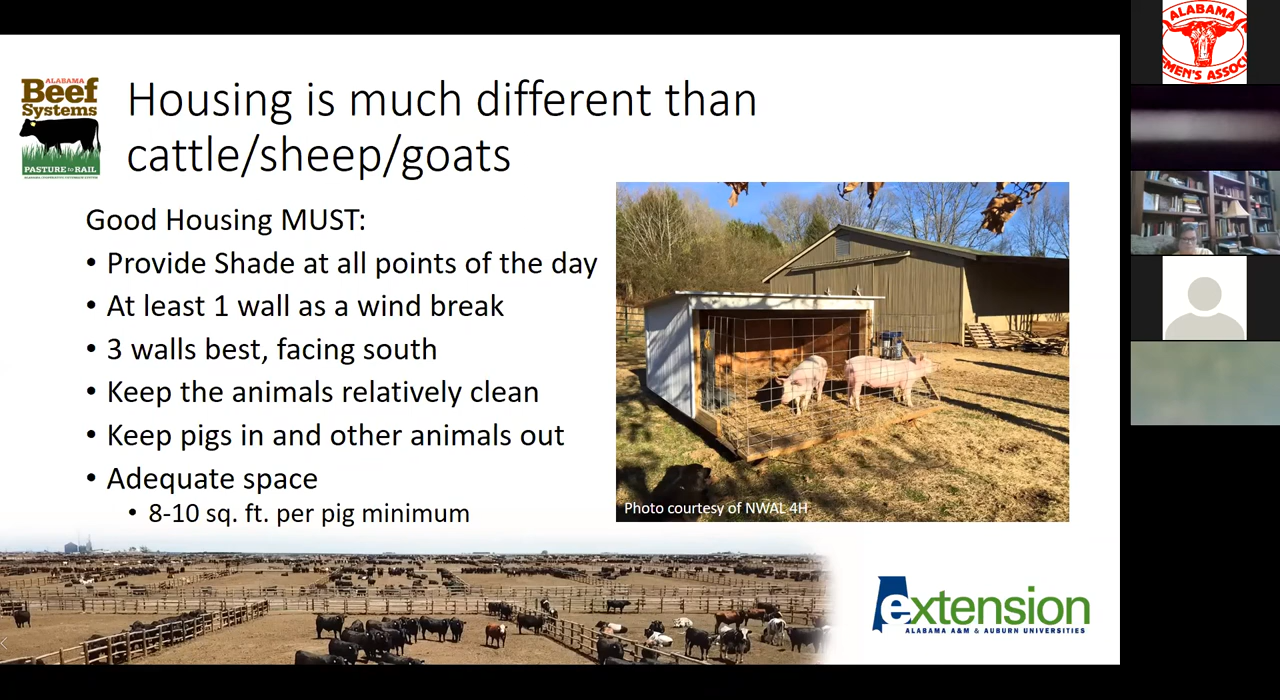 ALABAMA
Beef
Systems
PASTURE to RAIL
Housing is much different than
cattle/sheep/goats
Good Housing MUST:
• Provide Shade at all points of the day
• At least 1 wall as a wind break
• 3 walls best, facing south
• Keep the animals relatively clean
• Keep pigs in and other animals out
• Adequate space
• 8-10 sq. ft. per pig minimum
Photo courtesy of NWAL 4H
extension
ALABAMA A&M & AUBURN UNIVERSITIES
ALABAMA
EMEN'S ASSOC